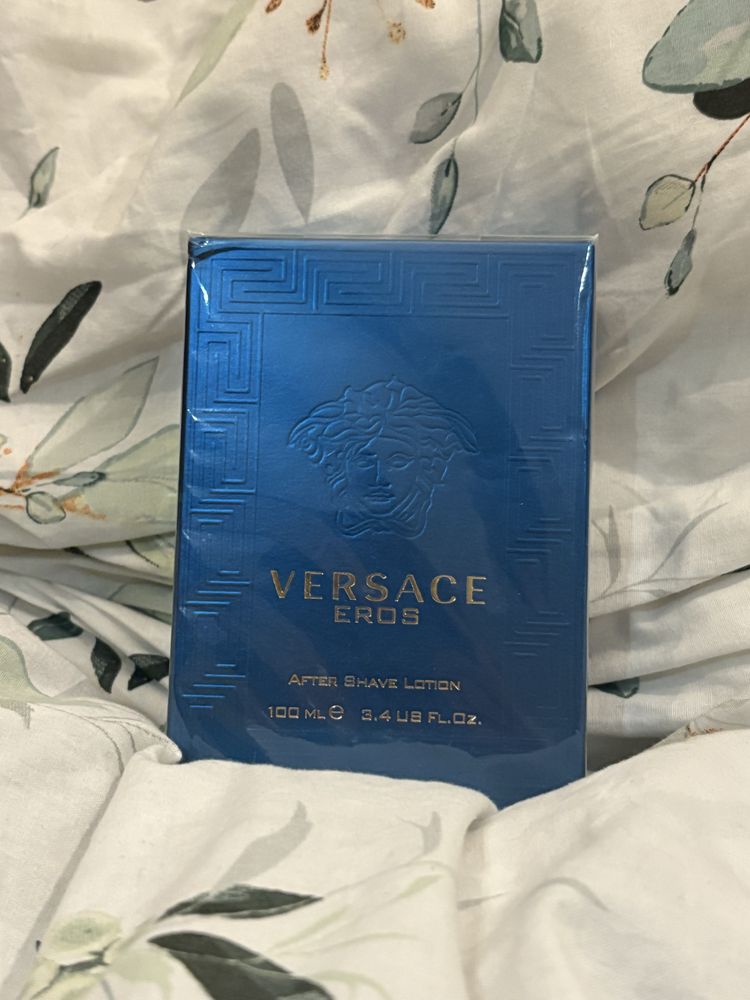 VERSACE
EROS
AFTER SHAVE LOTION
100 ML e 3.4 US FL.OZ.